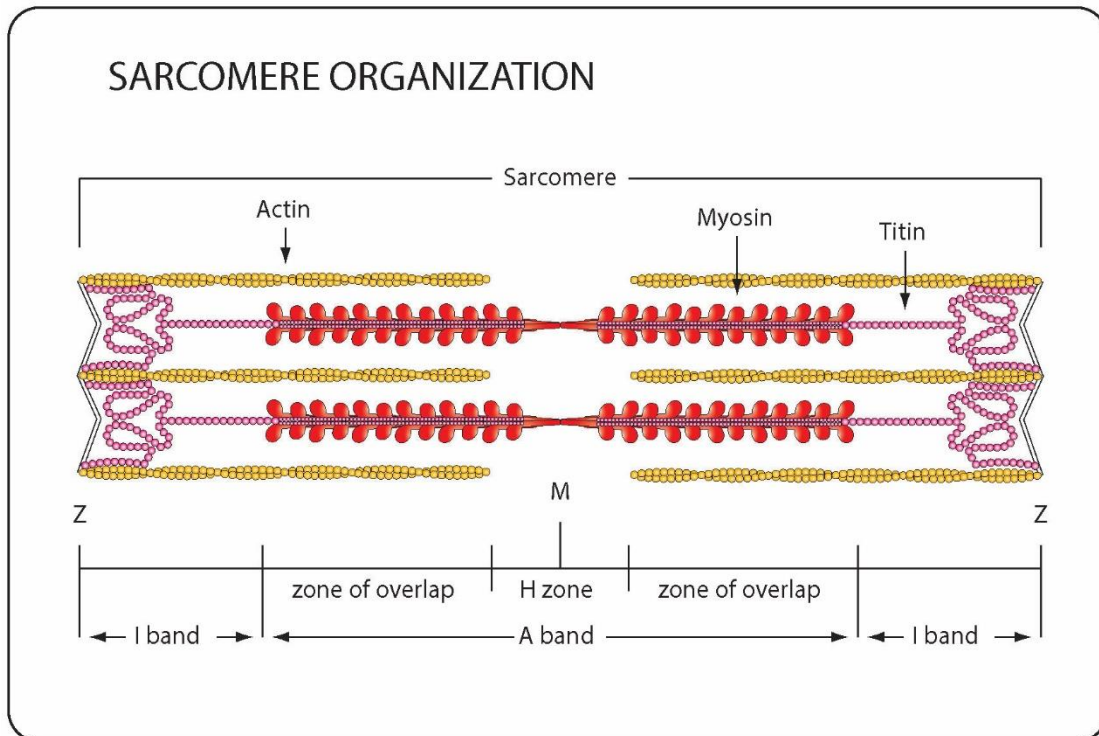 SARCOMERE ORGANIZATION
Sarcomere
Actin
Myosin
Titin
M
Z
Z
zone of overlap
H zone
zone of overlap
I band
A band
I band